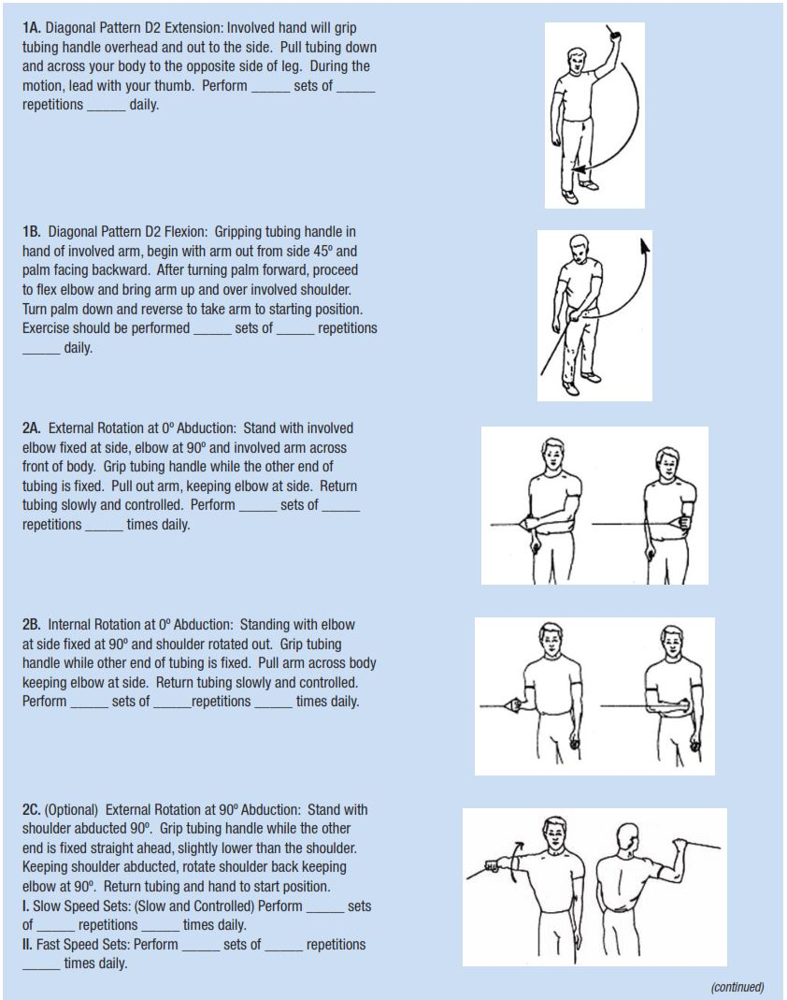 1A. Diagonal Pattern D2 Extension: Involved hand will grip
tubing handle overhead and out to the side. Pull tubing down
and across your body to the opposite side of leg. During the
motion, lead with your thumb. Perform _____ sets of _____
repetitions _____ daily.
1B. Diagonal Pattern D2 Flexion: Gripping tubing handle in
hand of involved arm, begin with arm out from side 45º and
palm facing backward. After turning palm forward, proceed
to flex elbow and bring arm up and over involved shoulder.
Turn palm down and reverse to take arm to starting position.
Exercise should be performed _____ sets of _____ repetitions
_____ daily.
2A. External Rotation at 0º Abduction: Stand with involved
elbow fixed at side, elbow at 90º and involved arm across
front of body. Grip tubing handle while the other end of
tubing is fixed. Pull out arm, keeping elbow at side. Return
tubing slowly and controlled. Perform _____ sets of _____
repetitions _____ times daily.
2B. Internal Rotation at 0º Abduction: Standing with elbow
at side fixed at 90º and shoulder rotated out. Grip tubing
handle while other end of tubing is fixed. Pull arm across body
keeping elbow at side. Return tubing slowly and controlled.
Perform _____ sets of _____repetitions _____ times daily.
2C. (Optional) External Rotation at 90º Abduction: Stand with
shoulder abducted 90º. Grip tubing handle while the other
end is fixed straight ahead, slightly lower than the shoulder.
Keeping shoulder abducted, rotate shoulder back keeping
elbow at 90º. Return tubing and hand to start position.
I. Slow Speed Sets: (Slow and Controlled) Perform _____ sets
of _____ repetitions _____ times daily.
II. Fast Speed Sets: Perform _____ sets of _____ repetitions
_____ times daily.
(continued)